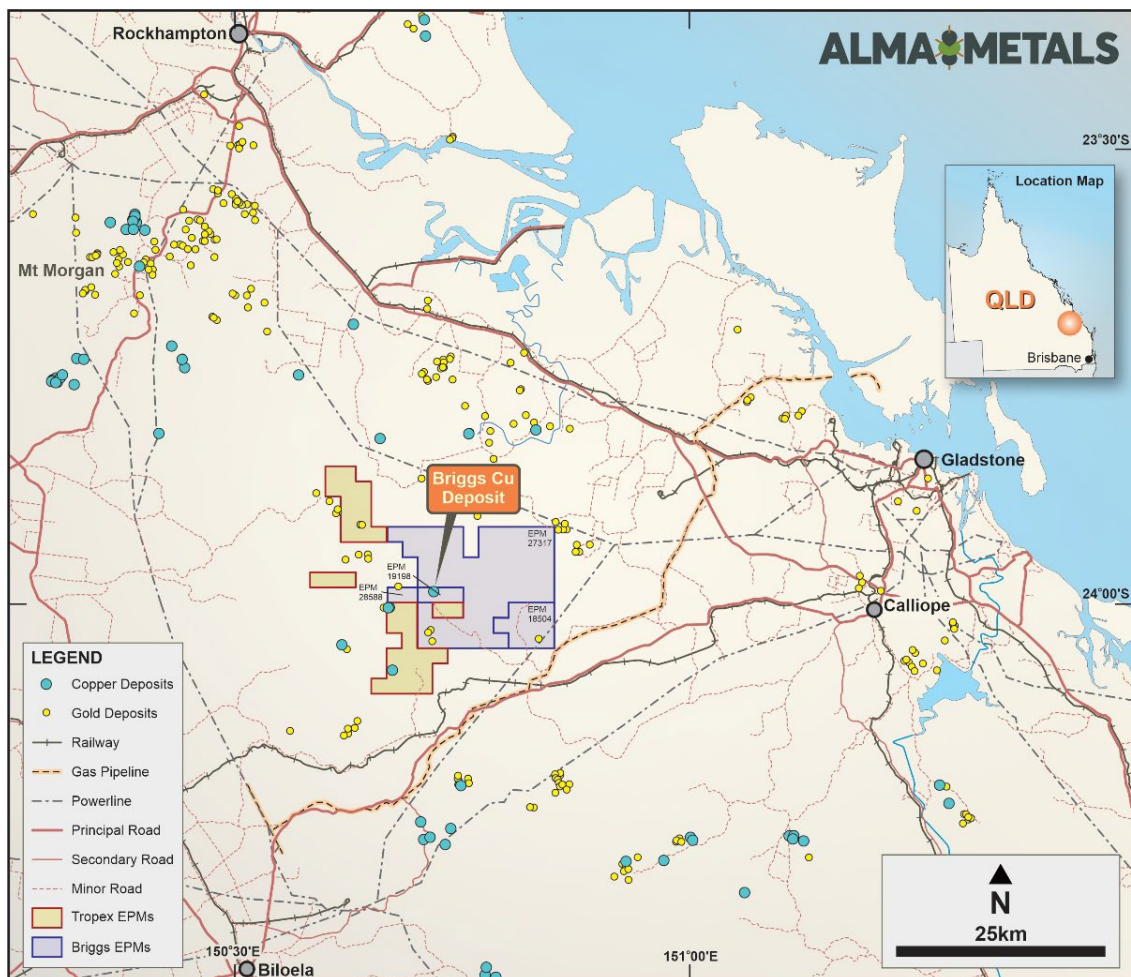 Rockhampton
ALMA METALS
23°30'S
Location Map
QLD
Brisbane
Mt Morgan
Gladstone
Briggs Cu
Deposit
EPM
27317
EPM
19198
EPM
28588
EPM
18504
24°00'S
Calliope
LEGEND
Copper Deposits
Gold Deposits
Railway
Gas Pipeline
Powerline
Principal Road
Secondary Road
Minor Road
Tropex EPMs
Briggs EPMs
N
25km
150°30'E
151°00'E
Biloela